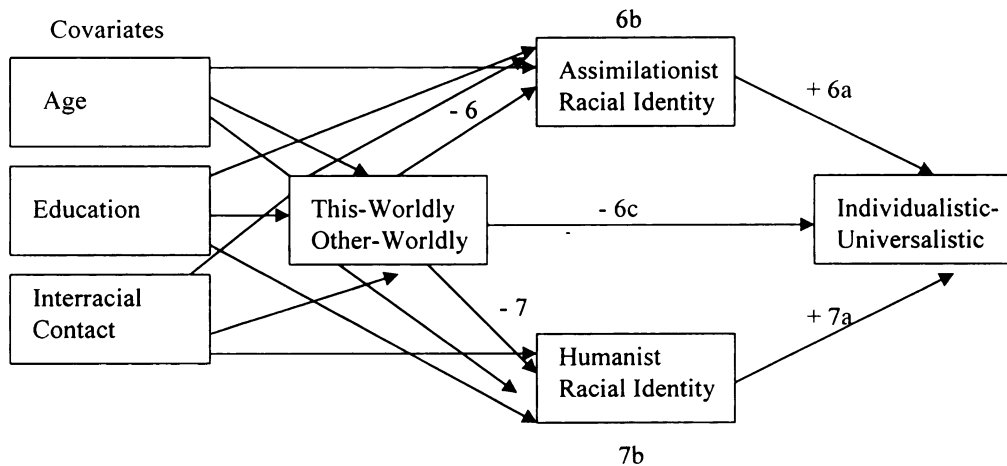 6b
Covariates
Assimilationist
Racial Identity
Age
- 6
+ 6a
Education
This-Worldly
Other-Worldly
- 6c
Individualistic-
Universalistic
Interracial
Contact
- 7
+ 7a
Humanist
Racial Identity
7b